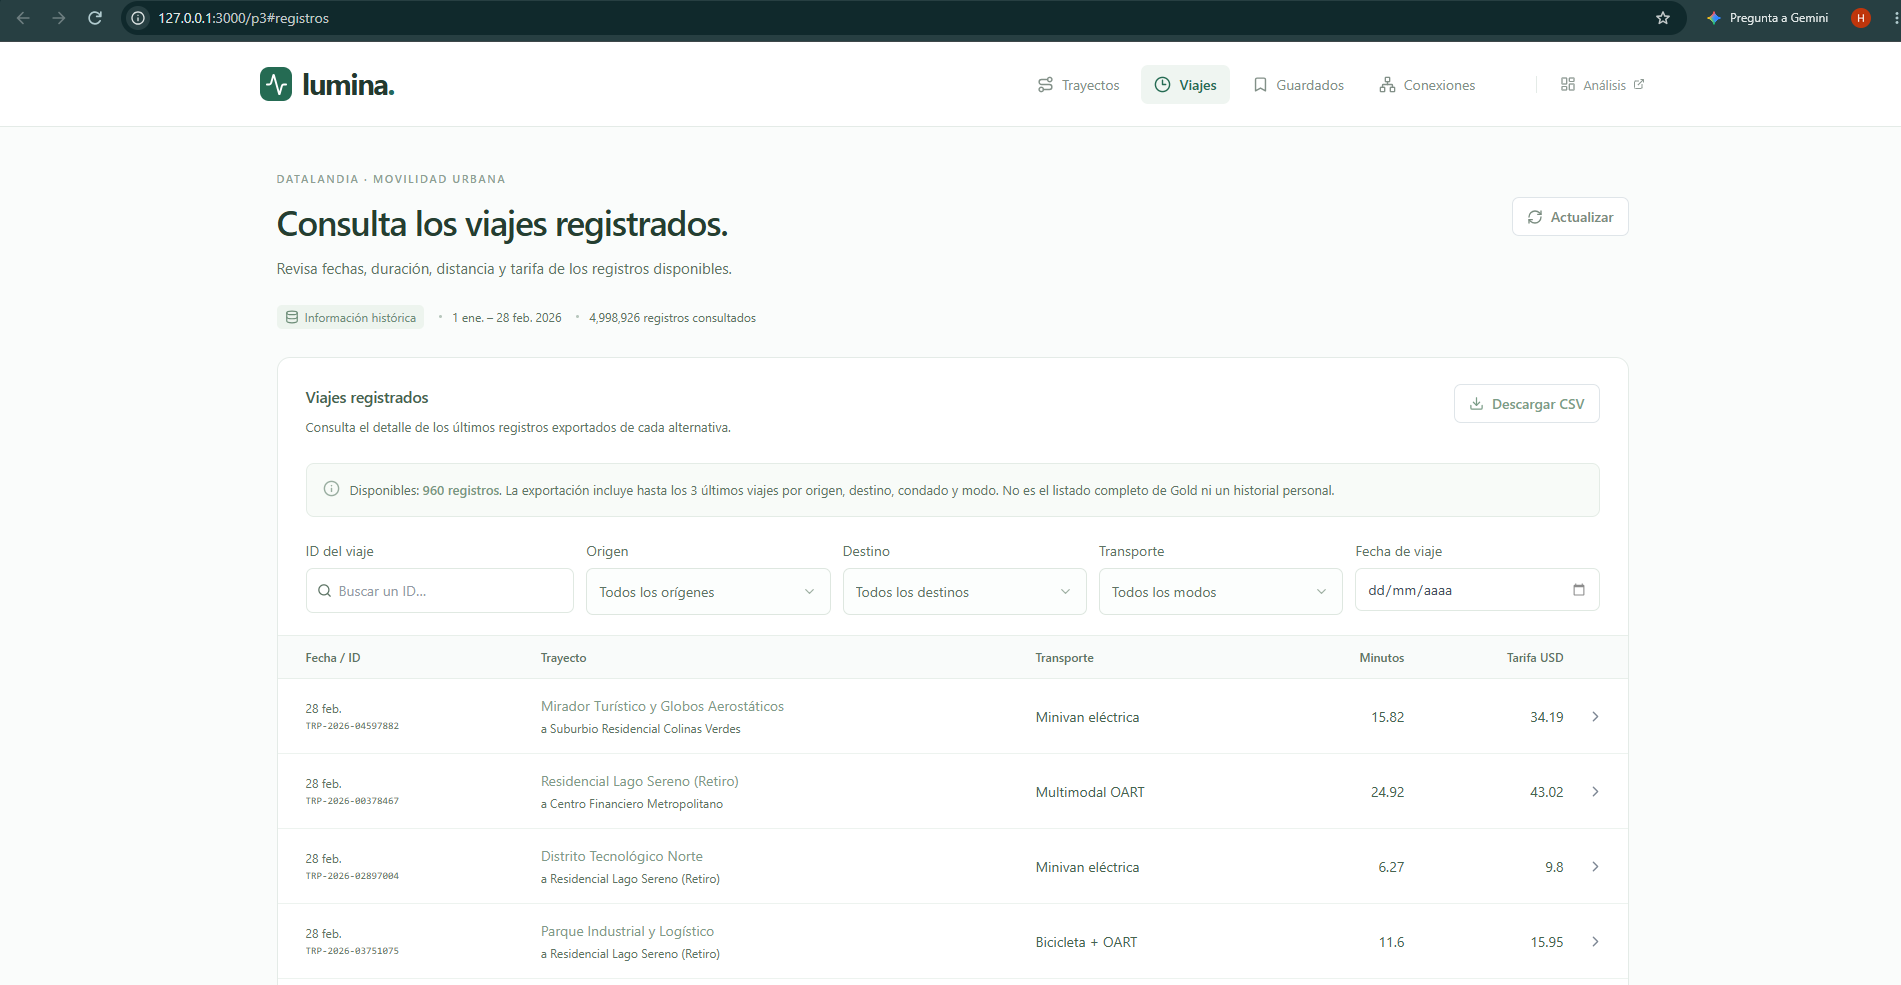 127.0.0.1:3000/p3#registros
Pregunta a Gemini
H
lumina.
Trayectos
Viajes
Guardados
Conexiones
Análisis
DATALANDIA · MOVILIDAD URBANA
Consulta los viajes registrados.
Actualizar
Revisa fechas, duración, distancia y tarifa de los registros disponibles.
Información histórica • 1 ene. – 28 feb. 2026 • 4,998,926 registros consultados
Viajes registrados
Descargar CSV
Consulta el detalle de los últimos registros exportados de cada alternativa.
Disponibles: 960 registros. La exportación incluye hasta los 3 últimos viajes por origen, destino, condado y modo. No es el listado completo de Gold ni un historial personal.
ID del viaje
Origen
Destino
Transporte
Fecha de viaje
Buscar un ID...
Todos los orígenes
Todos los destinos
Todos los modos
dd/mm/aaaa
Fecha / ID
Trayecto
Transporte
Minutos
Tarifa USD
28 feb.
TRP-2026-04597882
Mirador Turístico y Globos Aerostáticos
a Suburbio Residencial Colinas Verdes
Minivan eléctrica
15.82
34.19
28 feb.
TRP-2026-00378467
Residencial Lago Sereno (Retiro)
a Centro Financiero Metropolitano
Multimodal OART
24.92
43.02
28 feb.
TRP-2026-02897004
Distrito Tecnológico Norte
a Residencial Lago Sereno (Retiro)
Minivan eléctrica
6.27
9.8
28 feb.
TRP-2026-03751075
Parque Industrial y Logístico
a Residencial Lago Sereno (Retiro)
Bicicleta + OART
11.6
15.95